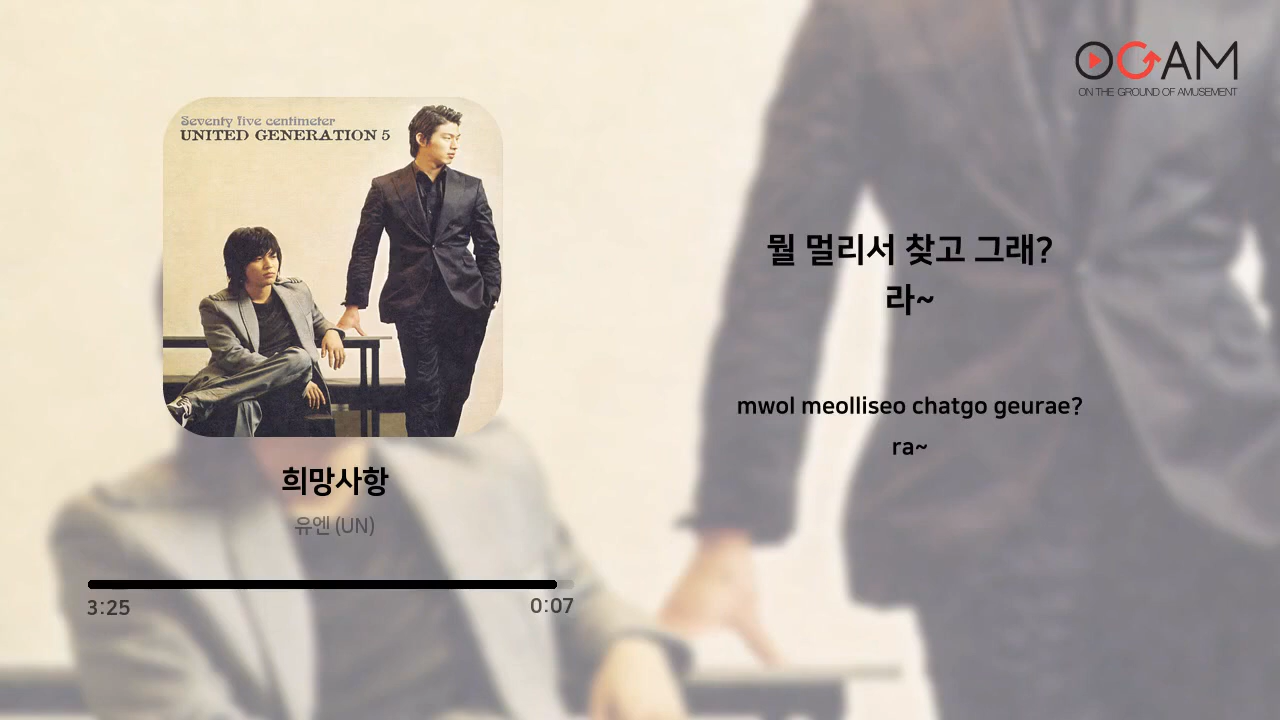 OGAM
ON THE GROUND OF AMUSEMENT
Seventy five centimeter
UNITED GENERATION 5
희망사항
유엔 (UN)
3:25
0:07
뭘 멀리서 찾고 그래?
라~
mwol meolliseo chatgo geurae?
ra~